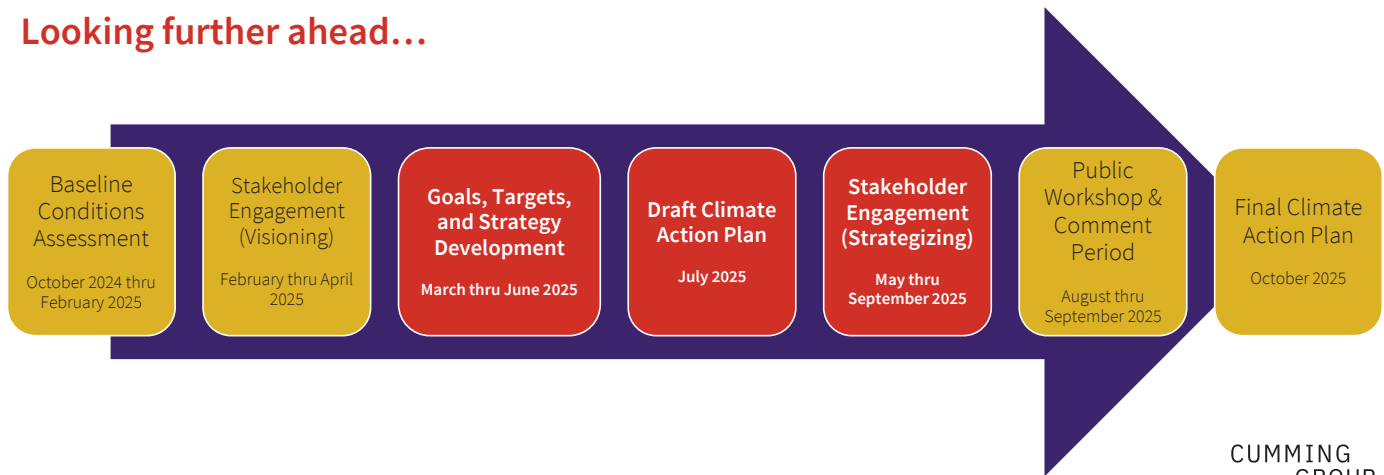 Looking further ahead…
Baseline
Conditions
Assessment
October 2024 thru
February 2025
Stakeholder
Engagement
(Visioning)
February thru April
2025
Goals, Targets,
and Strategy
Development
March thru June 2025
Draft Climate
Action Plan
July 2025
Stakeholder
Engagement
(Strategizing)
May thru
September 2025
Public
Workshop &
Comment
Period
August thru
September 2025
Final Climate
Action Plan
October 2025
CUMMING
GROUP